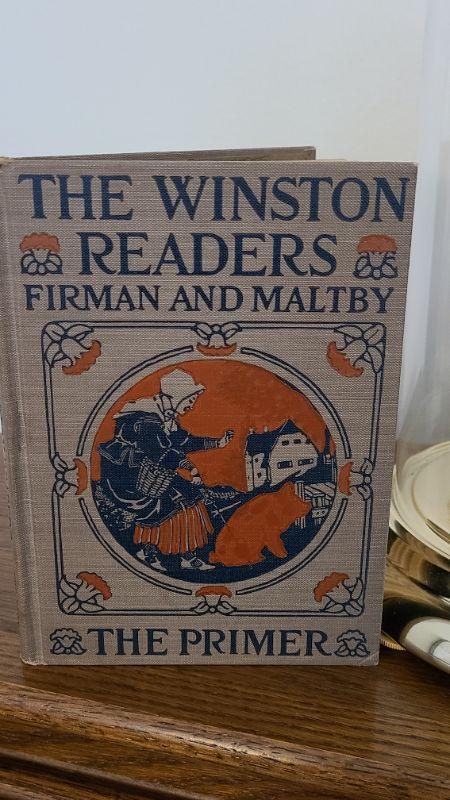 THE WINSTON
READERS
FIRMAN AND MALTBY
THE PRIMER